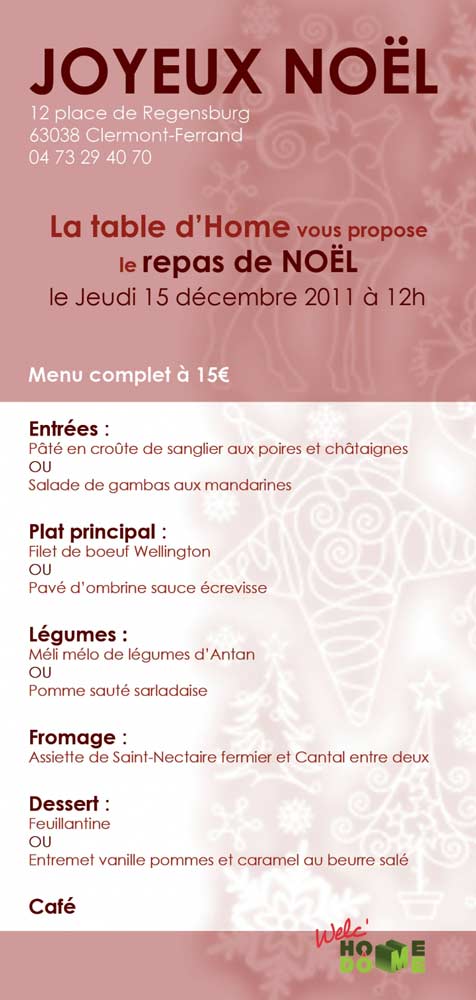 JOYEUX NOËL
12 place de Regensburg
63038 Clermont-Ferrand
04 73 29 40 70
La table d'Home vous propose
le repas de NOËL
le Jeudi 15 décembre 2011 à 12h
Menu complet à 15€
Entrées :
Pâté en croûte de sanglier aux poires et châtaignes
OU
Salade de gambas aux mandarines
Plat principal :
Filet de boeuf Wellington
OU
Pavé d'ombrine sauce écrevisse
Légumes :
Méli mélo de légumes d'Antan
OU
Pomme sauté sarladaise
Fromage :
Assiette de Saint-Nectaire fermier et Cantal entre deux
Dessert :
Feuillantine
OU
Entremet vanille pommes et caramel au beurre salé
Café
Welc'
HOME
DOME